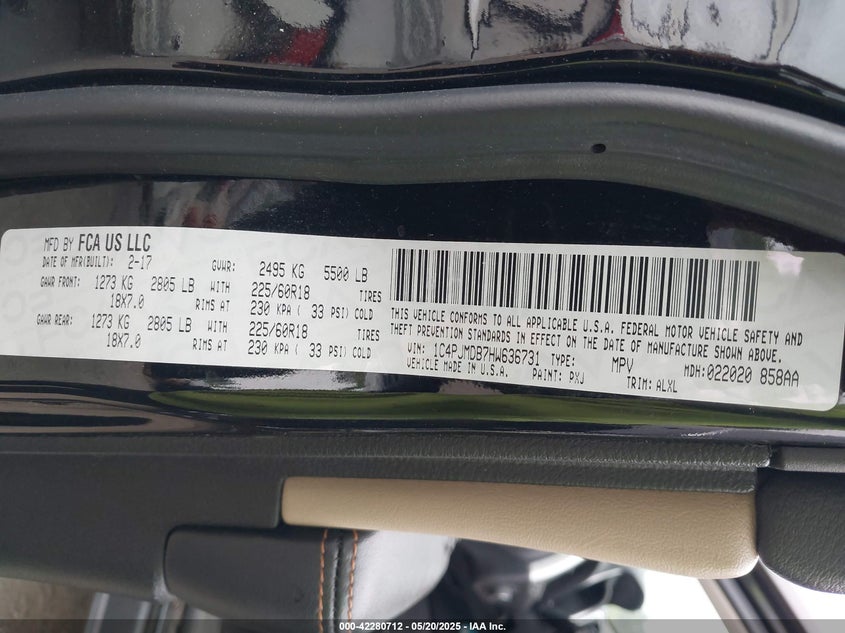 MFD BY FCA US LLC
DATE OF MFR(BUILT): 2-17 GVWR: 2495 KG 5500 LB
GAWR FRONT: 1273 KG 2805 LB WITH 225/60R18 TIRES
18X7.0 RIMS AT 230 KPA ( 33 PSI) COLD
GAWR REAR: 1273 KG 2805 LB WITH 225/60R18 TIRES
18X7.0 RIMS AT 230 KPA ( 33 PSI) COLD
THIS VEHICLE CONFORMS TO ALL APPLICABLE U.S.A. FEDERAL MOTOR VEHICLE SAFETY AND
THEFT PREVENTION STANDARDS IN EFFECT ON THE DATE OF MANUFACTURE SHOWN ABOVE.
VIN: 1C4PJMDB7HW636731 TYPE: MPV MDH:022020 858AA
VEHICLE MADE IN U.S.A. PAINT: PXJ TRIM: ALXL
000-42280712 - 05/20/2025 - IAA Inc.